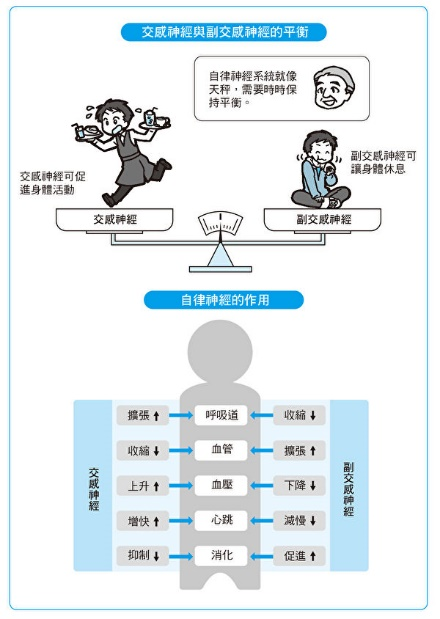 交感神經與副交感神經的平衡
自律神經系統就像
天秤，需要時時保
持平衡。
交感神經可促
進身體活動
副交感神經可
讓身體休息
交感神經
副交感神經
自律神經的作用
交感神經
副交感神經
擴張↑ 呼吸道 收縮↓
收縮↓ 血管 擴張↑
上升↑ 血壓 下降↓
增快↑ 心跳 減慢↓
抑制↓ 消化 促進↑